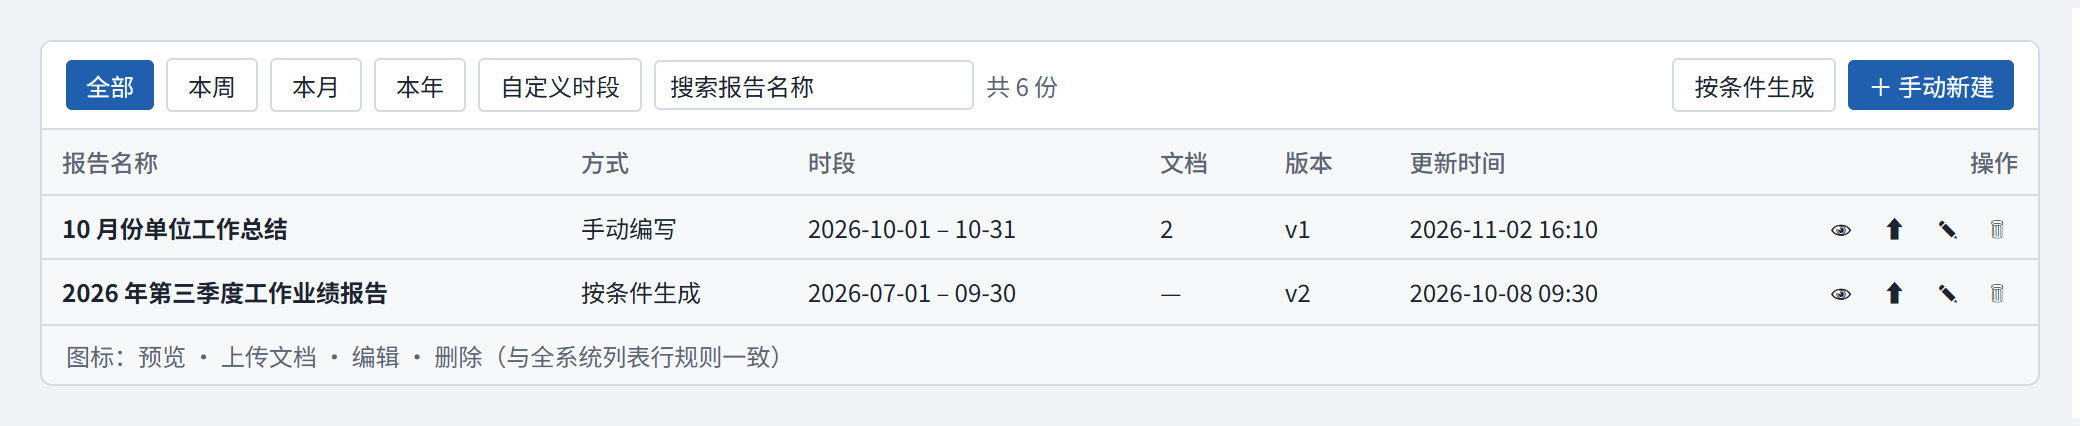 全部 本周 本月 本年 自定义时段 搜索报告名称 共 6 份 按条件生成 ＋ 手动新建
报告名称 方式 时段 文档 版本 更新时间 操作
10 月份单位工作总结 手动编写 2026-10-01 – 10-31 2 v1 2026-11-02 16:10
2026 年第三季度工作业绩报告 按条件生成 2026-07-01 – 09-30 — v2 2026-10-08 09:30
图标：预览 · 上传文档 · 编辑 · 删除（与全系统列表行规则一致）